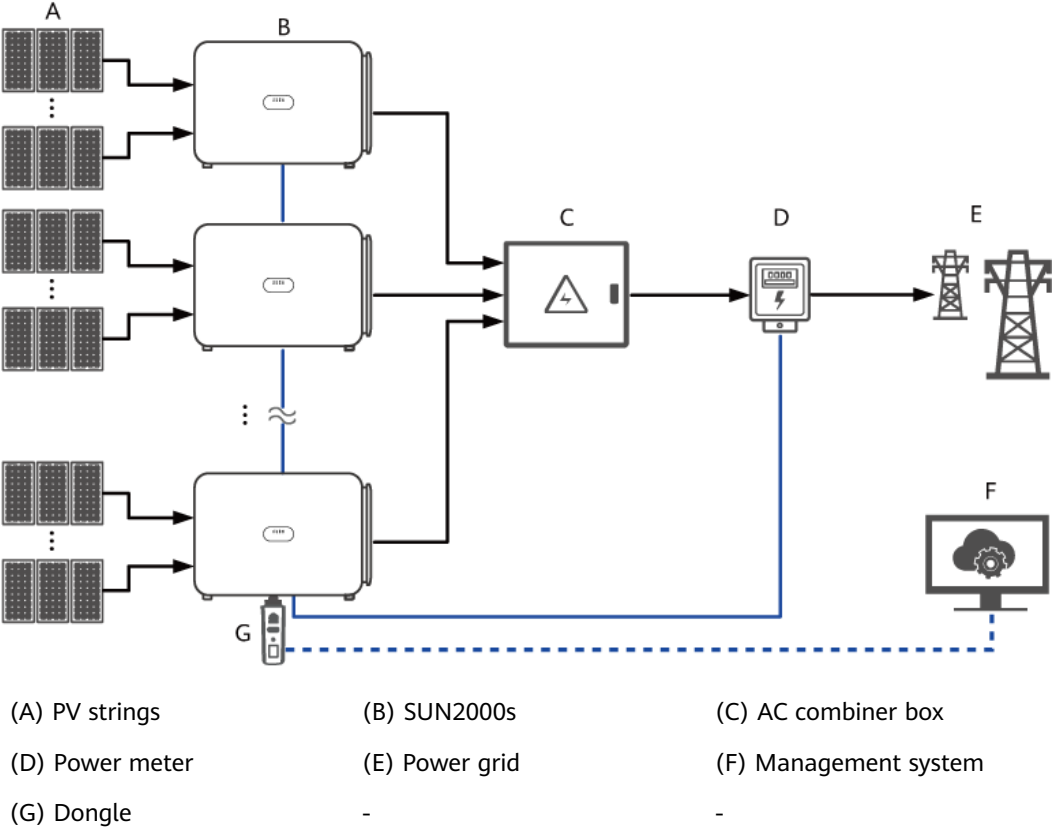 A
B
C
D
E
F
G
(A) PV strings
(B) SUN2000s
(C) AC combiner box
(D) Power meter
(E) Power grid
(F) Management system
(G) Dongle
-
-